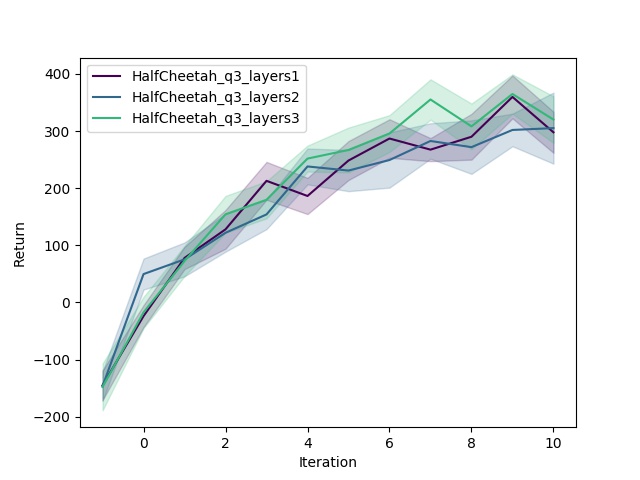 HalfCheetah_q3_layers1
HalfCheetah_q3_layers2
HalfCheetah_q3_layers3
400
300
200
100
0
−100
−200
Return
0 2 4 6 8 10
Iteration